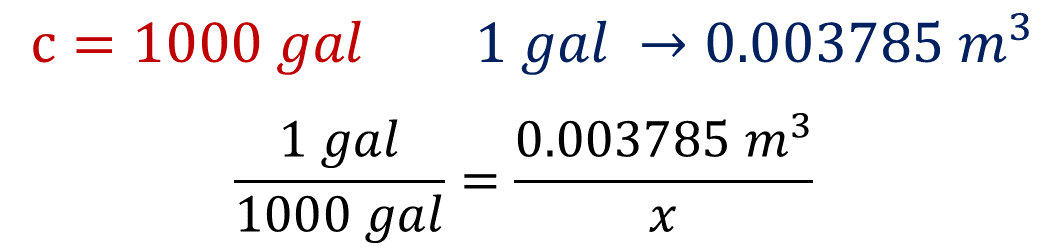 c = 1000 gal 1 gal → 0.003785 m³
1 gal / 1000 gal = 0.003785 m³ / x